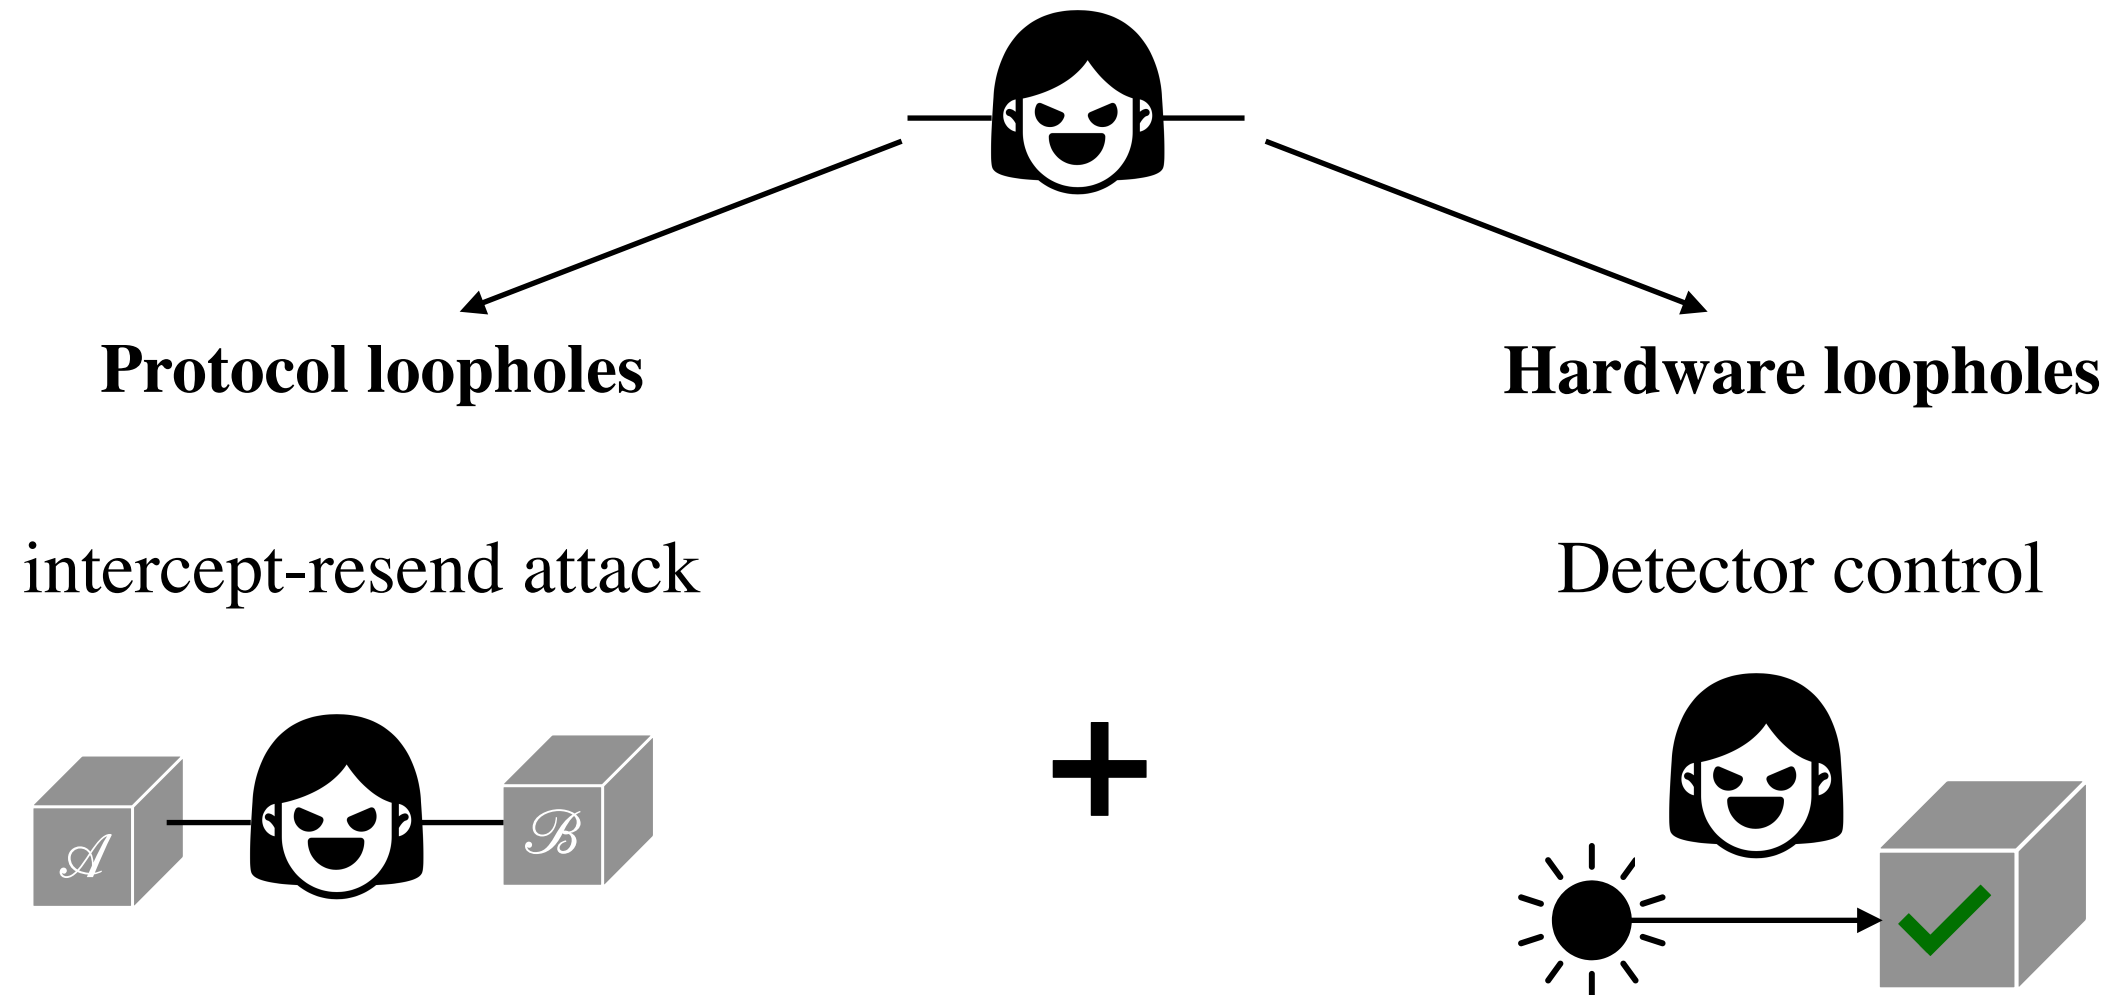 Protocol loopholes
Hardware loopholes
intercept-resend attack
Detector control
𝒜
ℬ
+